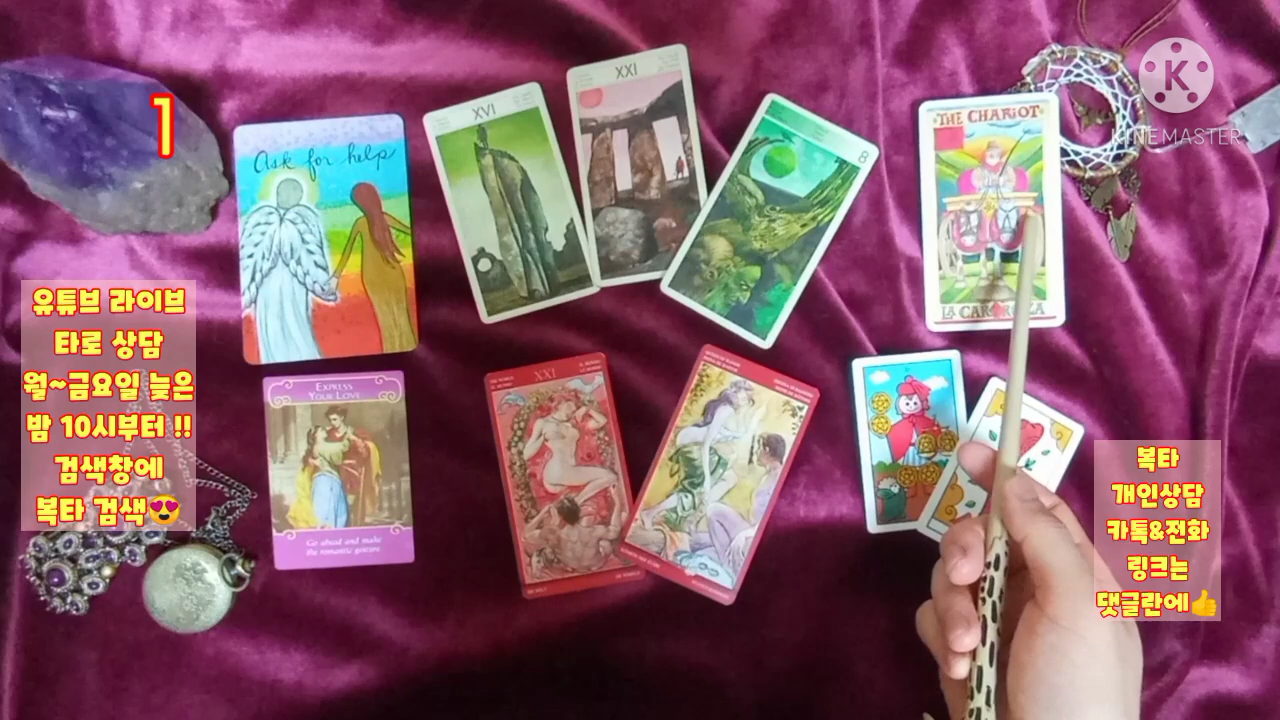 1
Ask for help
XVI
XXI
8
THE CHARIOT
LA CARROZZA
KINEMASTER
유튜브 라이브
타로 상담
월~금요일 늦은
밤 10시부터 !!
검색창에
복타 검색😍
EXPRESS
YOUR LOVE
Go ahead and make
the romantic gesture
XXI
복타
개인상담
카톡&전화
링크는
댓글란에👍